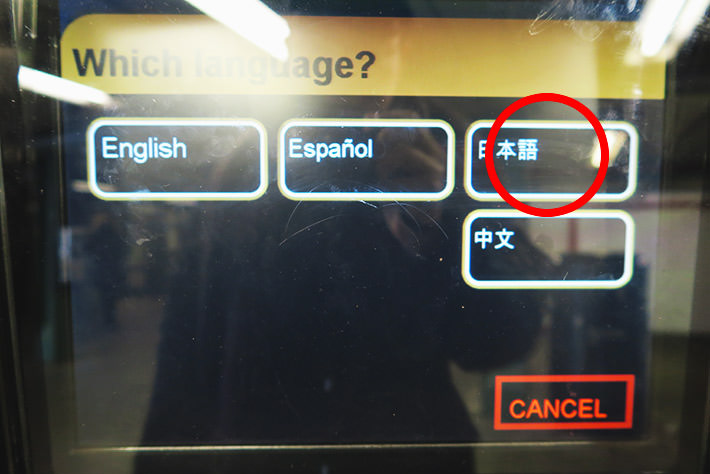 Which language?
English
Español
日本語
中文
CANCEL